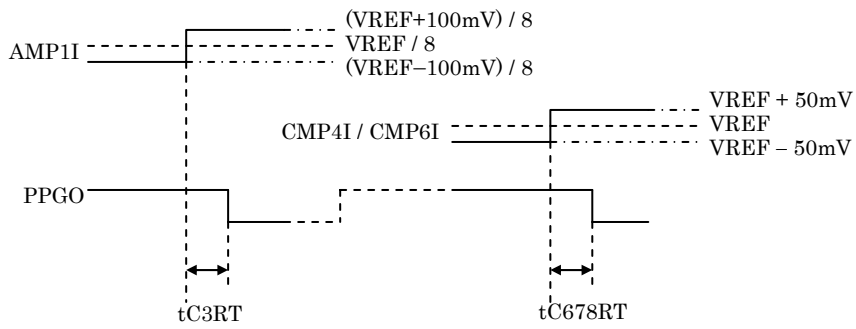 (VREF+100mV) / 8
AMP1I
VREF / 8
(VREF−100mV) / 8
CMP4I / CMP6I
VREF + 50mV
VREF
VREF − 50mV
PPGO
tC3RT
tC678RT